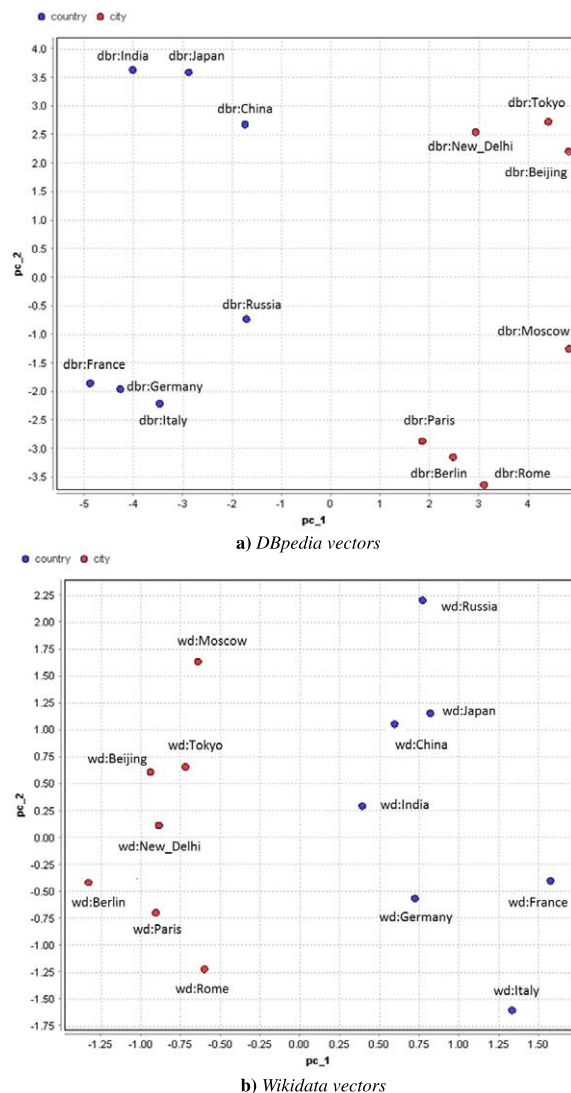 country city
4.0
3.5
3.0
2.5
2.0
1.5
1.0
0.5
0.0
-0.5
-1.0
-1.5
-2.0
-2.5
-3.0
-3.5
pc_2
dbr:India dbr:Japan
dbr:China
dbr:Tokyo
dbr:New_Delhi
dbr:Beijing
dbr:Russia
dbr:Moscow
dbr:France
dbr:Germany
dbr:Italy
dbr:Paris
dbr:Berlin dbr:Rome
-5 -4 -3 -2 -1 0 1 2 3 4
pc_1
a) DBpedia vectors
country city
2.25
2.00
1.75
1.50
1.25
1.00
0.75
0.50
0.25
0.00
-0.25
-0.50
-0.75
-1.00
-1.25
-1.50
-1.75
pc_2
wd:Russia
wd:Moscow
wd:Japan
wd:China
wd:Beijing wd:Tokyo
wd:India
wd:New_Delhi
wd:Berlin
wd:Paris
wd:Germany
wd:France
wd:Rome
wd:Italy
-1.25 -1.00 -0.75 -0.50 -0.25 0.00 0.25 0.50 0.75 1.00 1.25 1.50
pc_1
b) Wikidata vectors